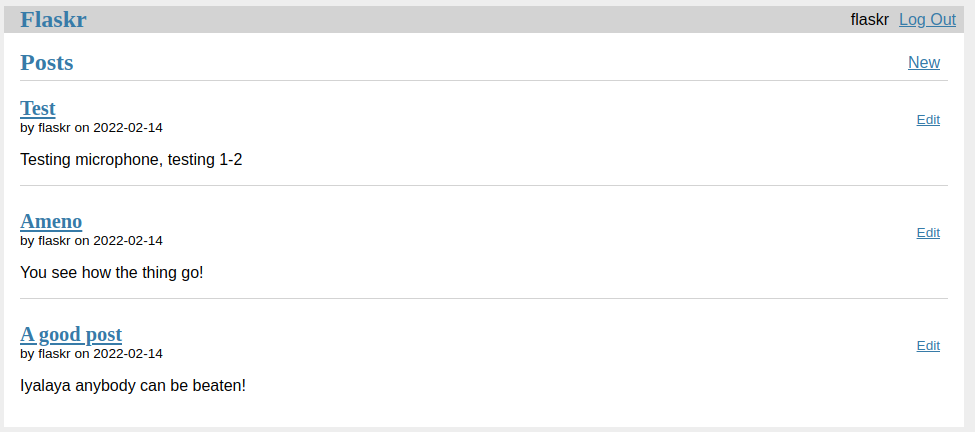 Flaskr flaskr Log Out
Posts New
Test
by flaskr on 2022-02-14
Edit
Testing microphone, testing 1-2
Ameno
by flaskr on 2022-02-14
Edit
You see how the thing go!
A good post
by flaskr on 2022-02-14
Edit
Iyalaya anybody can be beaten!